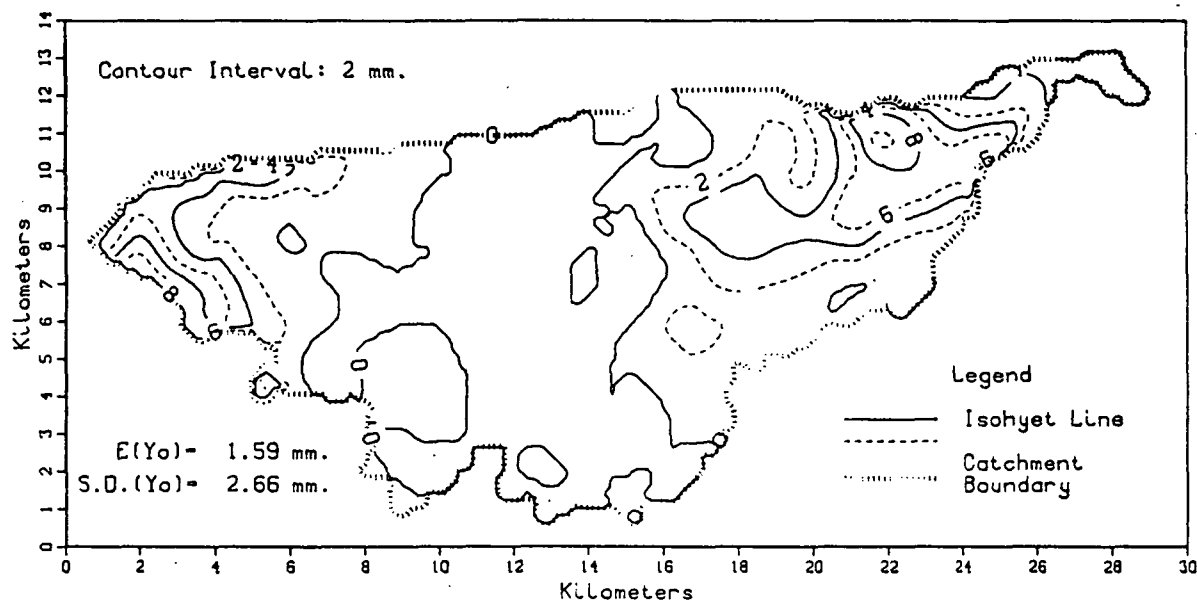 14
13
12
11
10
9
8
7
6
5
4
3
2
1
0
Kilometers
Contour Interval: 2 mm.
0
4
8
6
2
6
2
4
8
6
0
0
0
Legend
Isohyet Line
Catchment
Boundary
E(Yo)= 1.59 mm.
S.D.(Yo)= 2.66 mm.
0 2 4 6 8 10 12 14 16 18 20 22 24 26 28 30
Kilometers